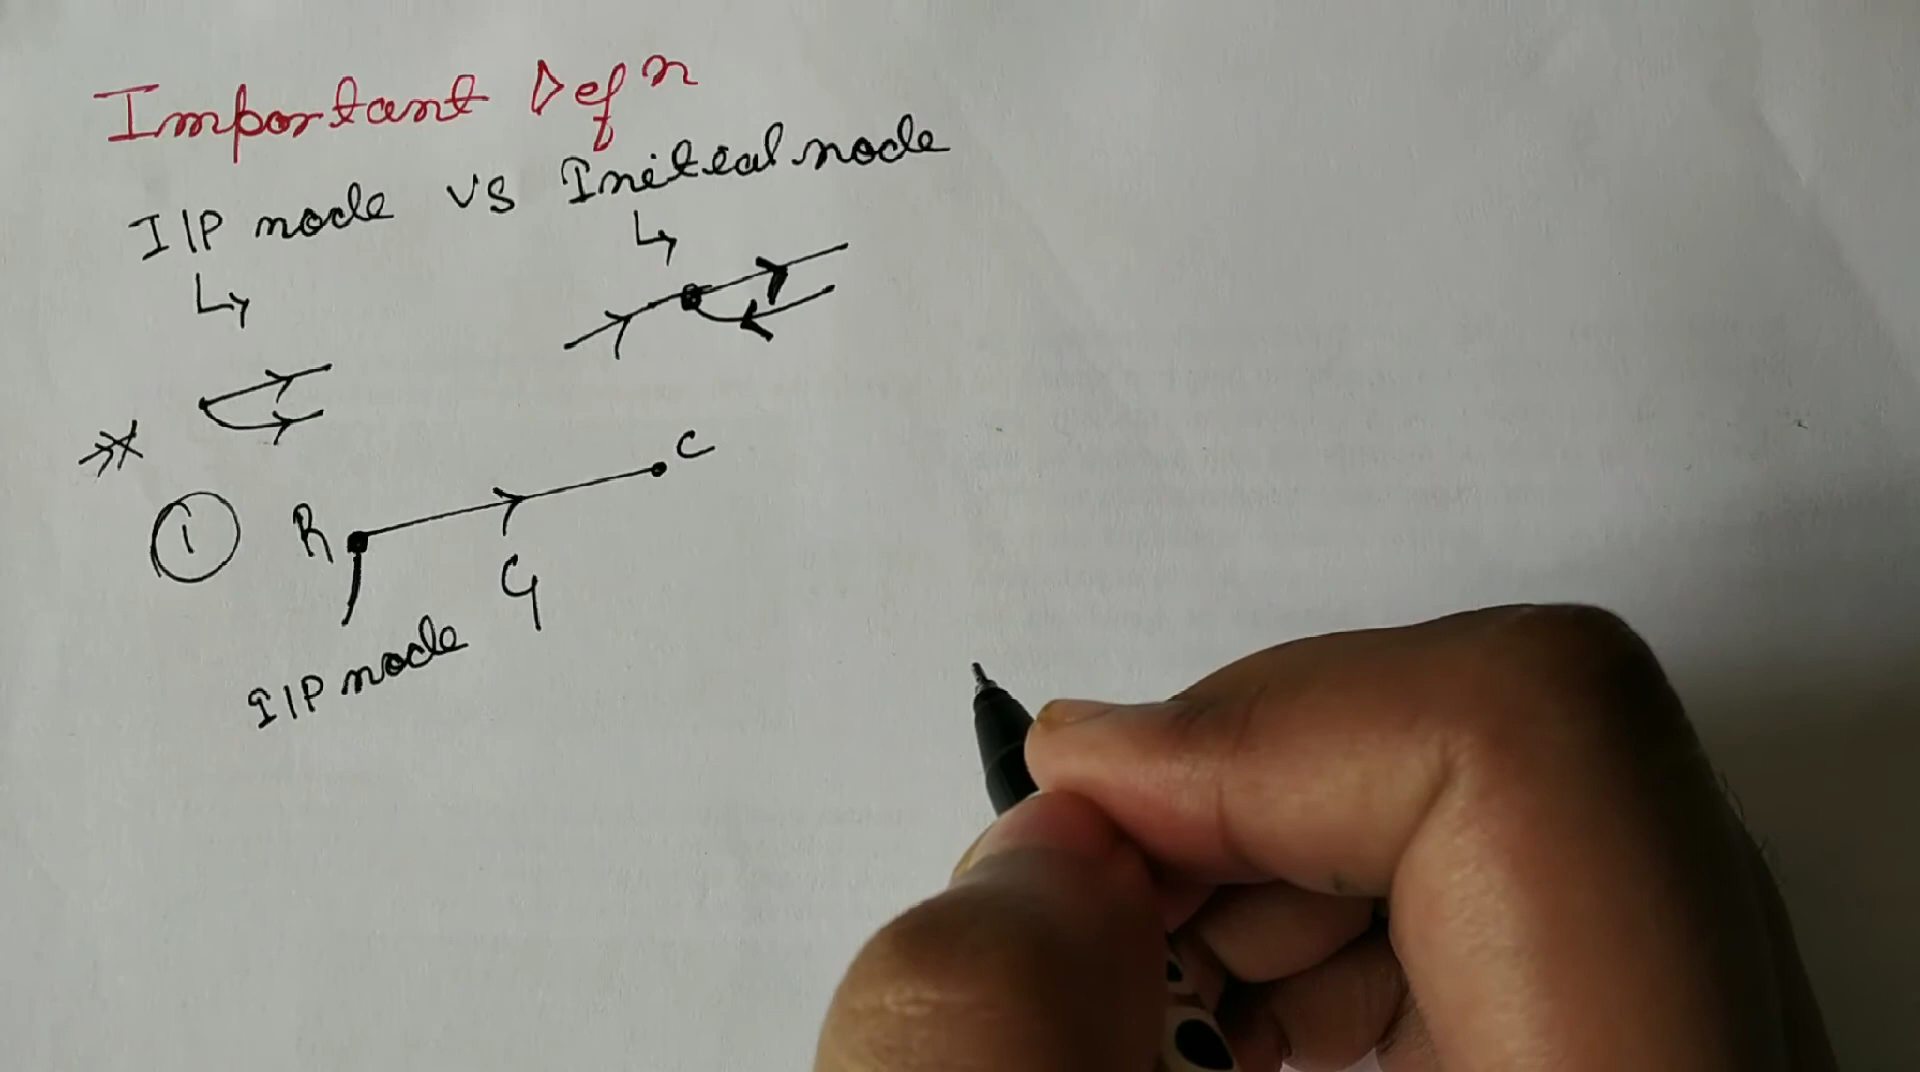 Important Defn
I/P node vs Initial node
① R C
G
I/P node